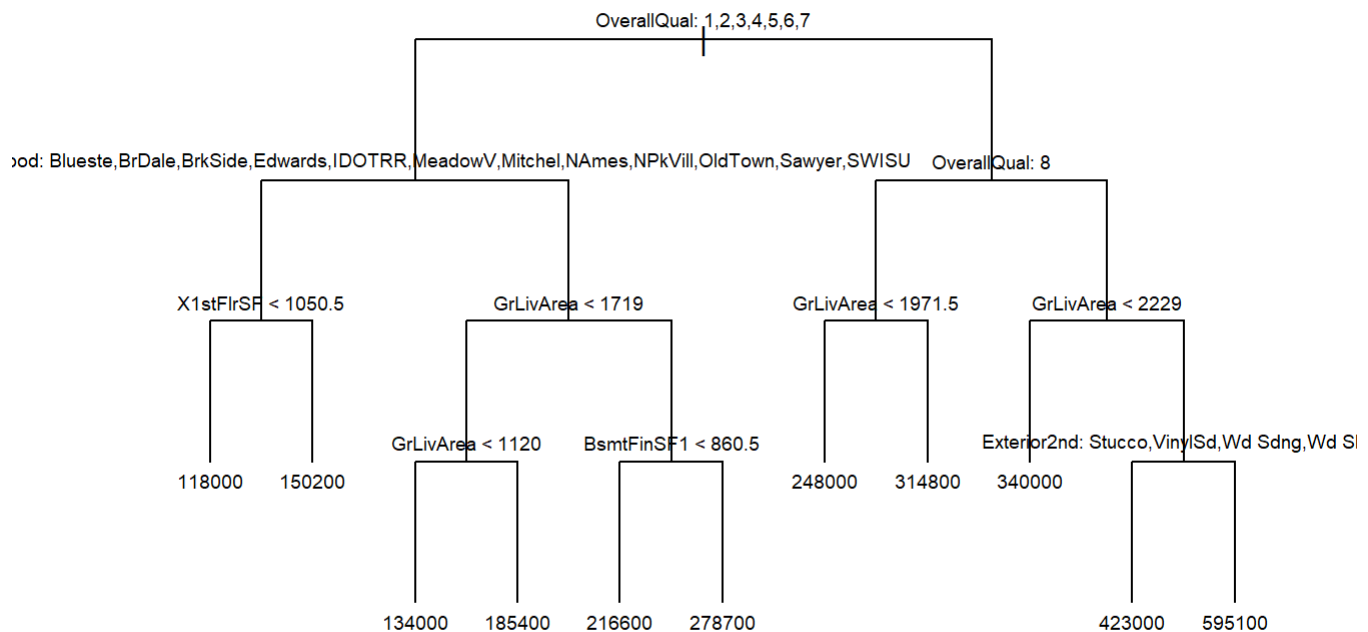 OverallQual: 1,2,3,4,5,6,7
ood: Blueste,BrDale,BrkSide,Edwards,IDOTRR,MeadowV,Mitchel,NAmes,NPkVill,OldTown,Sawyer,SWISU
OverallQual: 8
X1stFlrSF < 1050.5
GrLivArea < 1719
GrLivArea < 1971.5
GrLivArea < 2229
GrLivArea < 1120
BsmtFinSF1 < 860.5
Exterior2nd: Stucco,VinylSd,Wd Sdng,Wd
118000
150200
248000
314800
340000
134000
185400
216600
278700
423000
595100